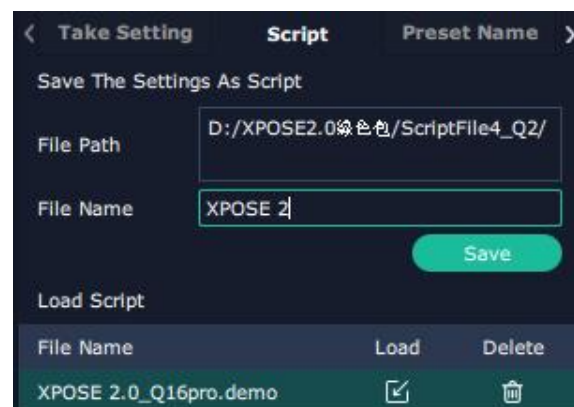 Take Setting Script Preset Name
Save The Settings As Script
File Path D:/XPOSE2.0绿色包/ScriptFile4_Q2/
File Name XPOSE 2
Save
Load Script
File Name Load Delete
XPOSE 2.0_Q16pro.demo